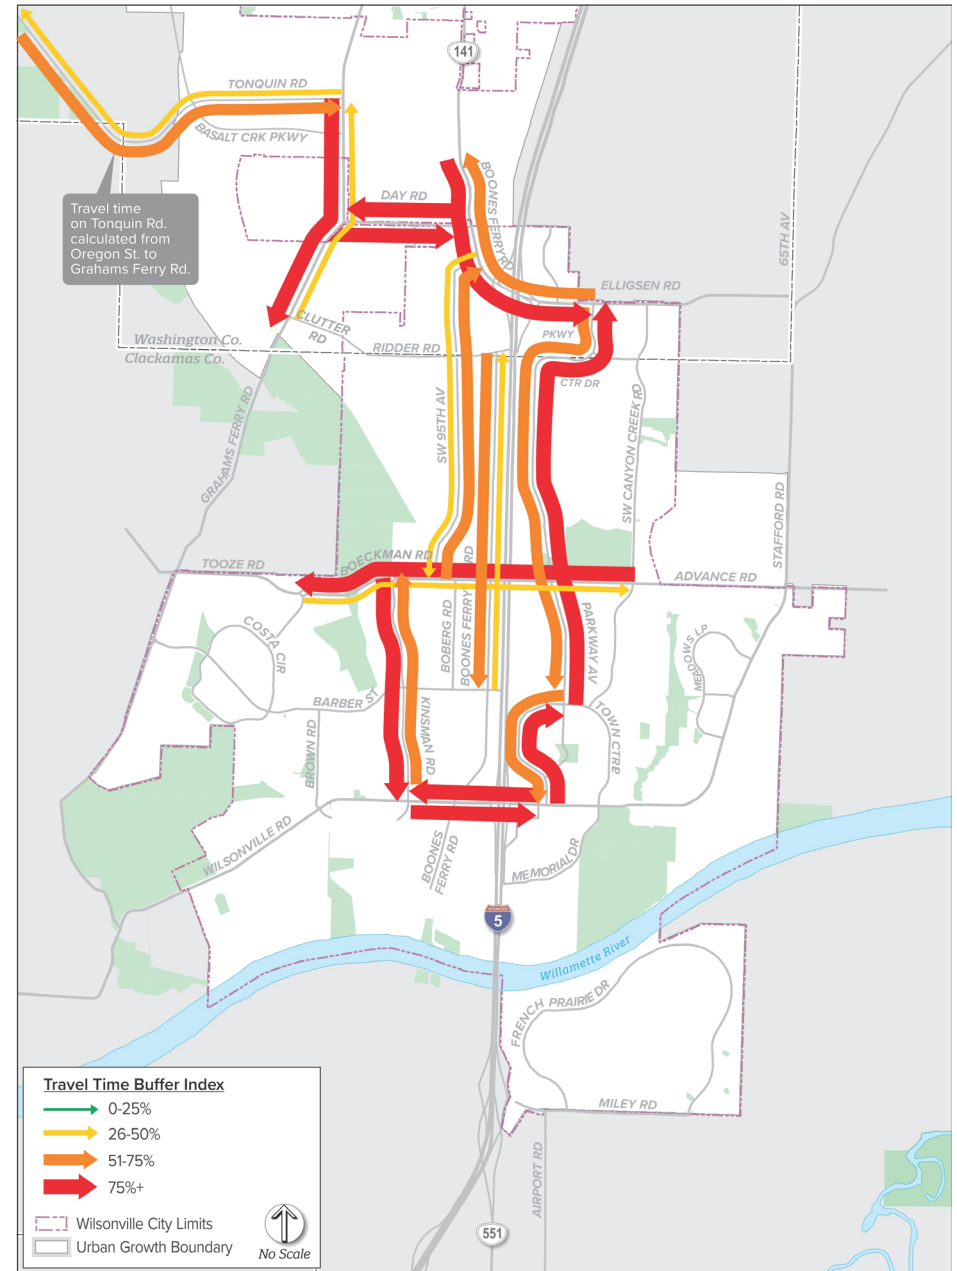 141
TONQUIN RD
BASALT CRK PKWY
DAY RD
BOONES FERRY RD
65TH AV
Travel time
on Tonquin Rd.
calculated from
Oregon St. to
Grahams Ferry Rd.
ELLIGSEN RD
CLUTTER
RD
PKWY
Washington Co.
Clackamas Co.
RIDDER RD
CTR DR
GRAHAMS FERRY RD
SW 95TH AV
SW CANYON CREEK RD
STAFFORD RD
TOOZE RD
BOECKMAN RD
ADVANCE RD
COSTA CIR
BOBERG RD
BOONES FERRY RD
PARKWAY AV
MEADOWS LP
BARBER ST
BROWN RD
KINSMAN RD
TOWN CTR
WILSONVILLE RD
BOONES
FERRY RD
MEMORIAL DR
5
Willamette River
FRENCH PRAIRIE DR
MILEY RD
AIRPORT RD
551
Travel Time Buffer Index
0-25%
26-50%
51-75%
75%+
Wilsonville City Limits
Urban Growth Boundary
No Scale